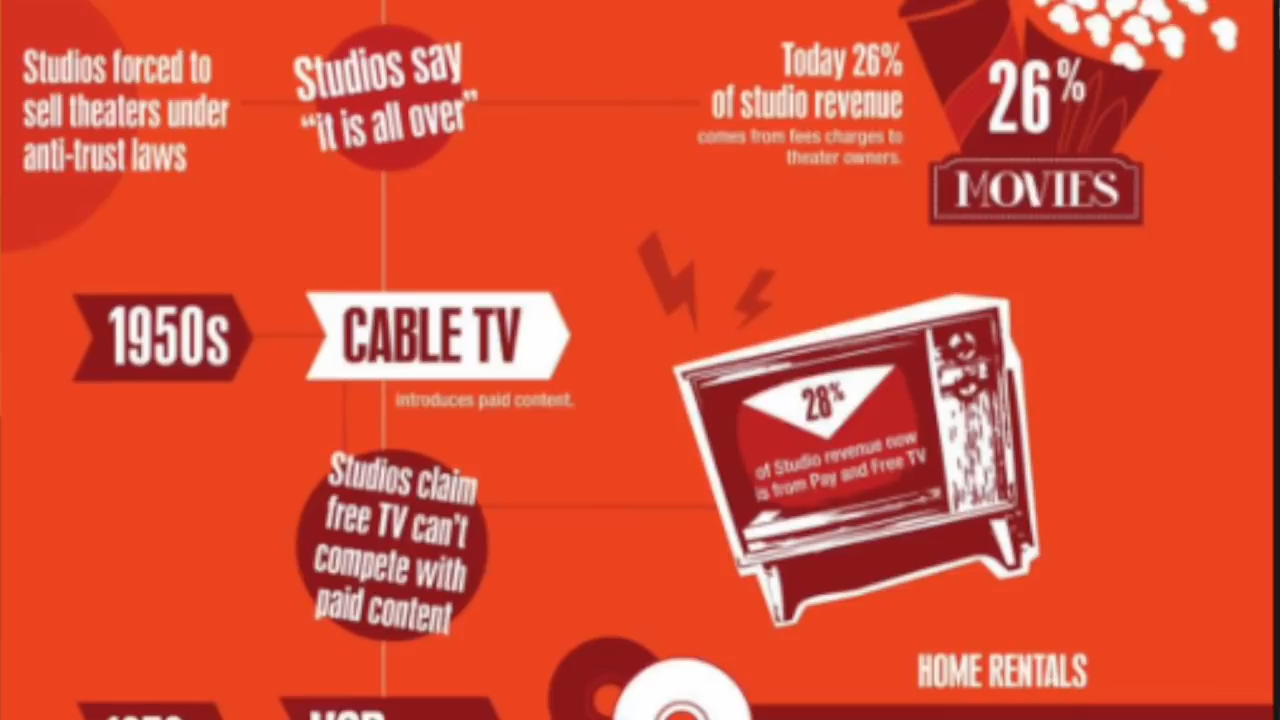 Studios forced to
sell theaters under
anti-trust laws
Studios say
“it is all over”
Today 26%
of studio revenue
comes from fees charges to
theater owners.
26%
MOVIES
1950s
CABLE TV
introduces paid content.
28%
of Studio revenue now
is from Pay and Free TV
Studios claim
free TV can't
compete with
paid content
HOME RENTALS